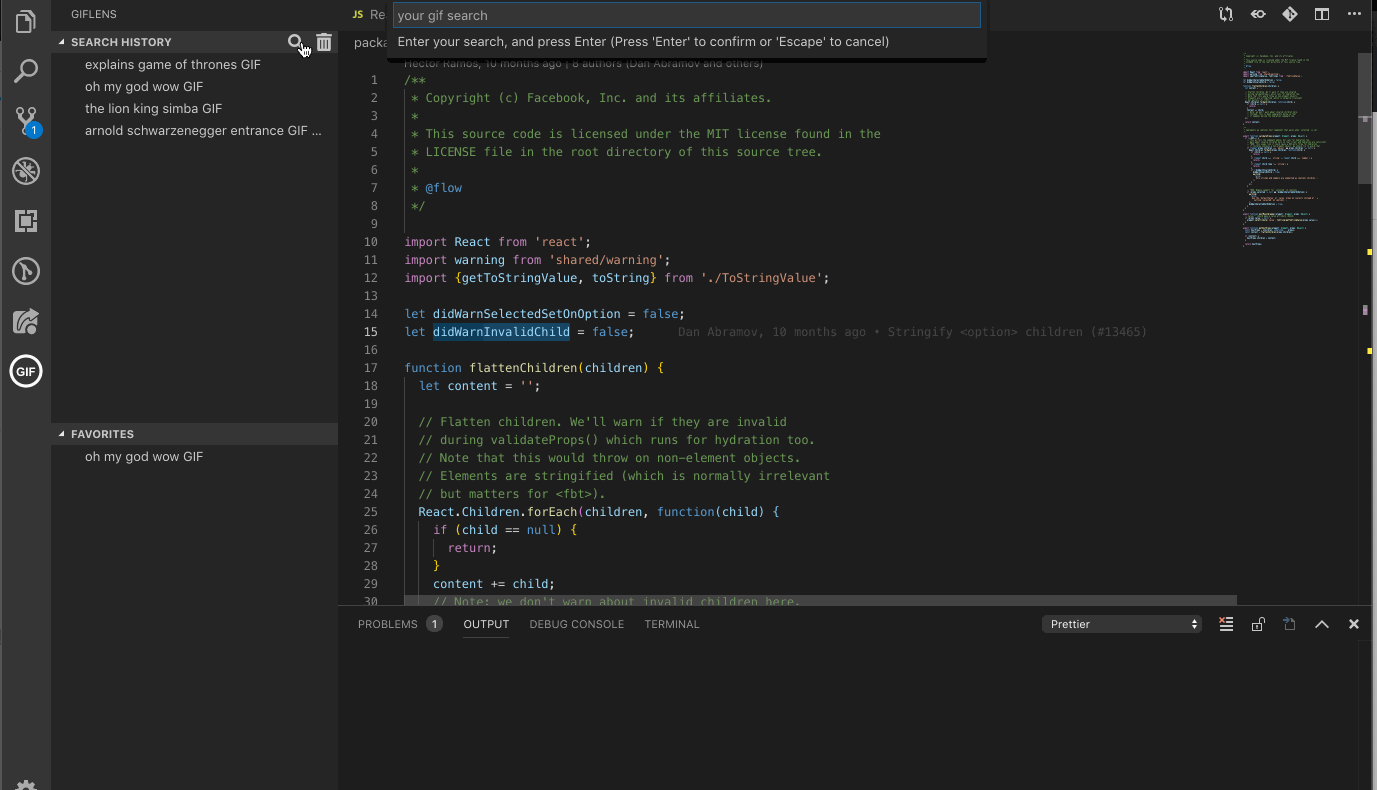 GIFLENS
SEARCH HISTORY
explains game of thrones GIF
oh my god wow GIF
the lion king simba GIF
arnold schwarzenegger entrance GIF ...
1
GIF
FAVORITES
oh my god wow GIF
JS Re
your gif search
Enter your search, and press Enter (Press 'Enter' to confirm or 'Escape' to cancel)
packa
Hector Ramos, 10 months ago | 8 authors (Dan Abramov and others)
1 /**
2 * Copyright (c) Facebook, Inc. and its affiliates.
3 *
4 * This source code is licensed under the MIT license found in the
5 * LICENSE file in the root directory of this source tree.
6 *
7 * @flow
8 */
9
10 import React from 'react';
11 import warning from 'shared/warning';
12 import {getToStringValue, toString} from './ToStringValue';
13
14 let didWarnSelectedSetOnOption = false;
15 let didWarnInvalidChild = false; Dan Abramov, 10 months ago • Stringify <option> children (#13465)
16
17 function flattenChildren(children) {
18 let content = '';
19
20 // Flatten children. We'll warn if they are invalid
21 // during validateProps() which runs for hydration too.
22 // Note that this would throw on non-element objects.
23 // Elements are stringified (which is normally irrelevant
24 // but matters for <fbt>).
25 React.Children.forEach(children, function(child) {
26 if (child == null) {
27 return;
28 }
29 content += child;
30 // Note: we don't warn about invalid children here.
PROBLEMS 1 OUTPUT DEBUG CONSOLE TERMINAL Prettier